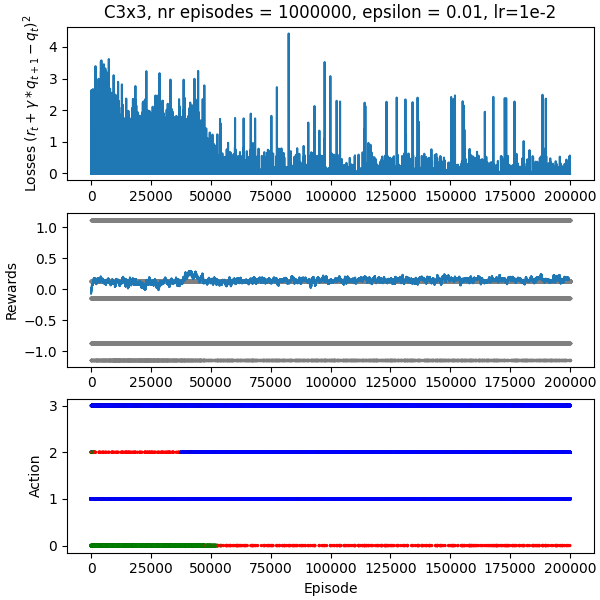 C3x3, nr episodes = 1000000, epsilon = 0.01, lr=1e-2
Losses (r_t + γ * q_{t+1} − q_t)^2
4
3
2
1
0
0 25000 50000 75000 100000 125000 150000 175000 200000
Rewards
1.0
0.5
0.0
−0.5
−1.0
0 25000 50000 75000 100000 125000 150000 175000 200000
Action
3
2
1
0
0 25000 50000 75000 100000 125000 150000 175000 200000
Episode